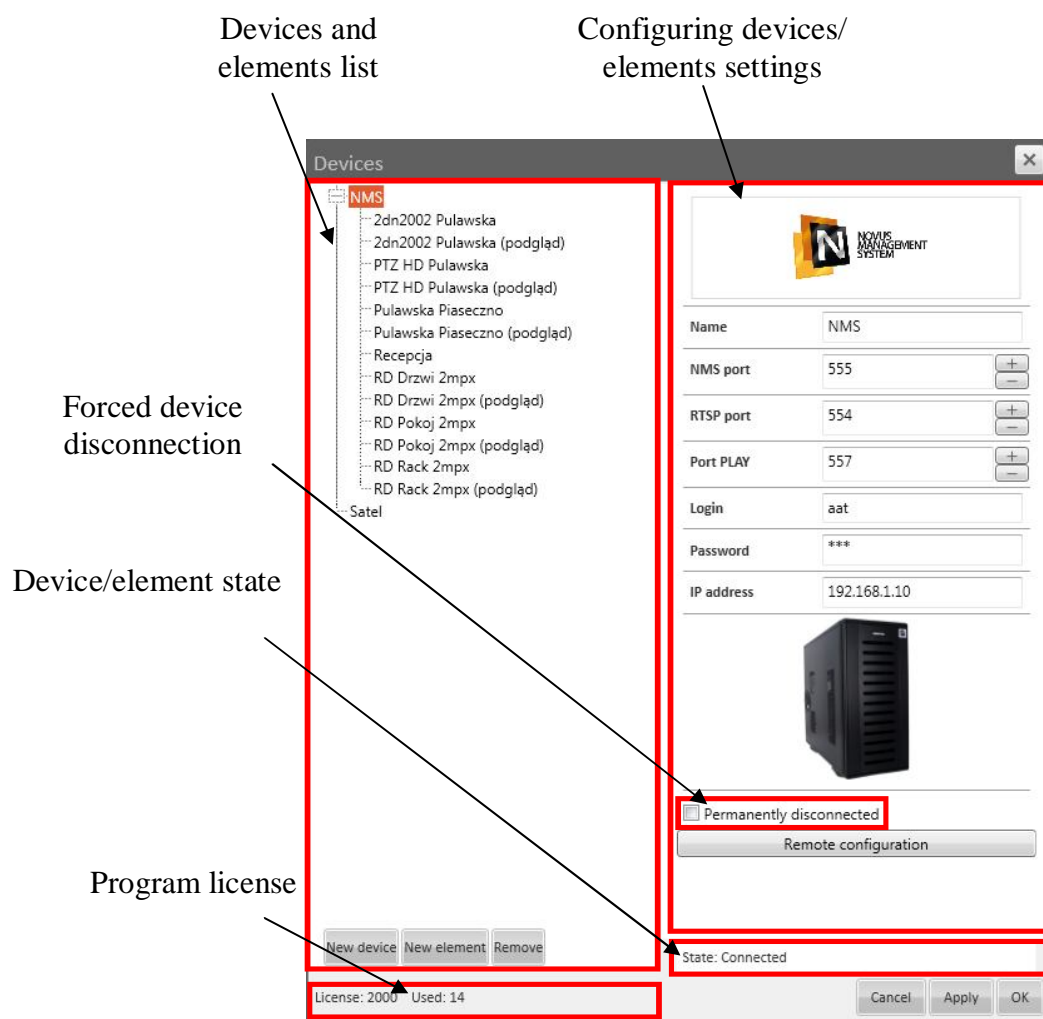 Devices and
elements list
Configuring devices/
elements settings
Devices
NMS
2dn2002 Pulawska
2dn2002 Pulawska (podgląd)
PTZ HD Pulawska
PTZ HD Pulawska (podgląd)
Pulawska Piaseczno
Pulawska Piaseczno (podgląd)
Recepcja
RD Drzwi 2mpx
RD Drzwi 2mpx (podgląd)
RD Pokoj 2mpx
RD Pokoj 2mpx (podgląd)
RD Rack 2mpx
RD Rack 2mpx (podgląd)
Satel
N NOVUS
MANAGEMENT
SYSTEM
Name NMS
NMS port 555
RTSP port 554
Port PLAY 557
Login aat
Password ***
IP address 192.168.1.10
Forced device
disconnection
Device/element state
Permanently disconnected
Remote configuration
Program license
New device New element Remove
State: Connected
License: 2000 Used: 14
Cancel Apply OK